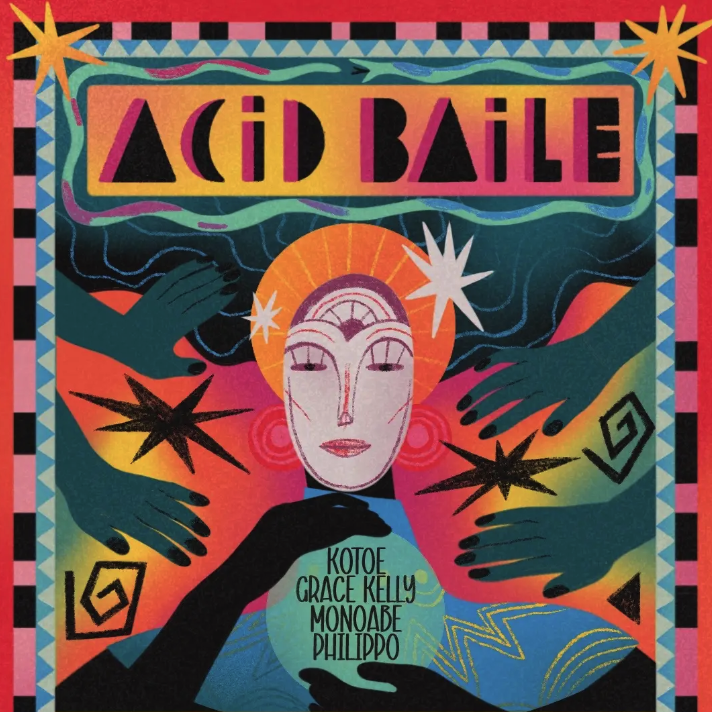 ACiD BAiLE
KOTOE
GRACE KELLY
MONOABE
PHILIPPO